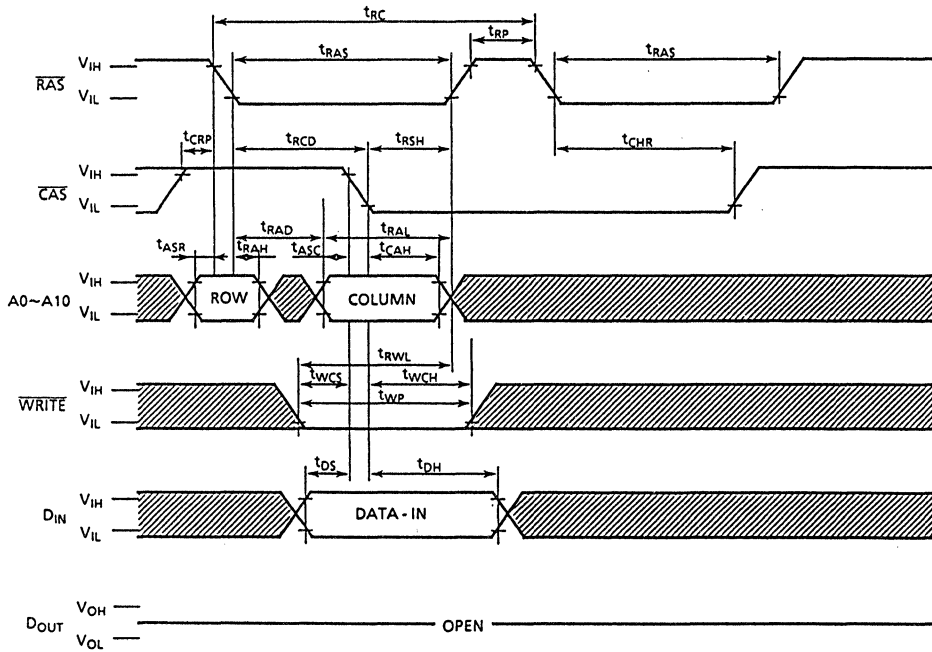 tRC
tRP
tRAS
tRAS
VIH
RAS
VIL
tCRP
tRCD
tRSH
tCHR
VIH
CAS
VIL
tRAD
tRAL
tASR
tRAH
tASC
tCAH
VIH
A0~A10
ROW
COLUMN
VIL
tRWL
tWCS
tWCH
VIH
tWP
WRITE
VIL
tDS
tDH
VIH
DIN
DATA-IN
VIL
VOH
DOUT
OPEN
VOL